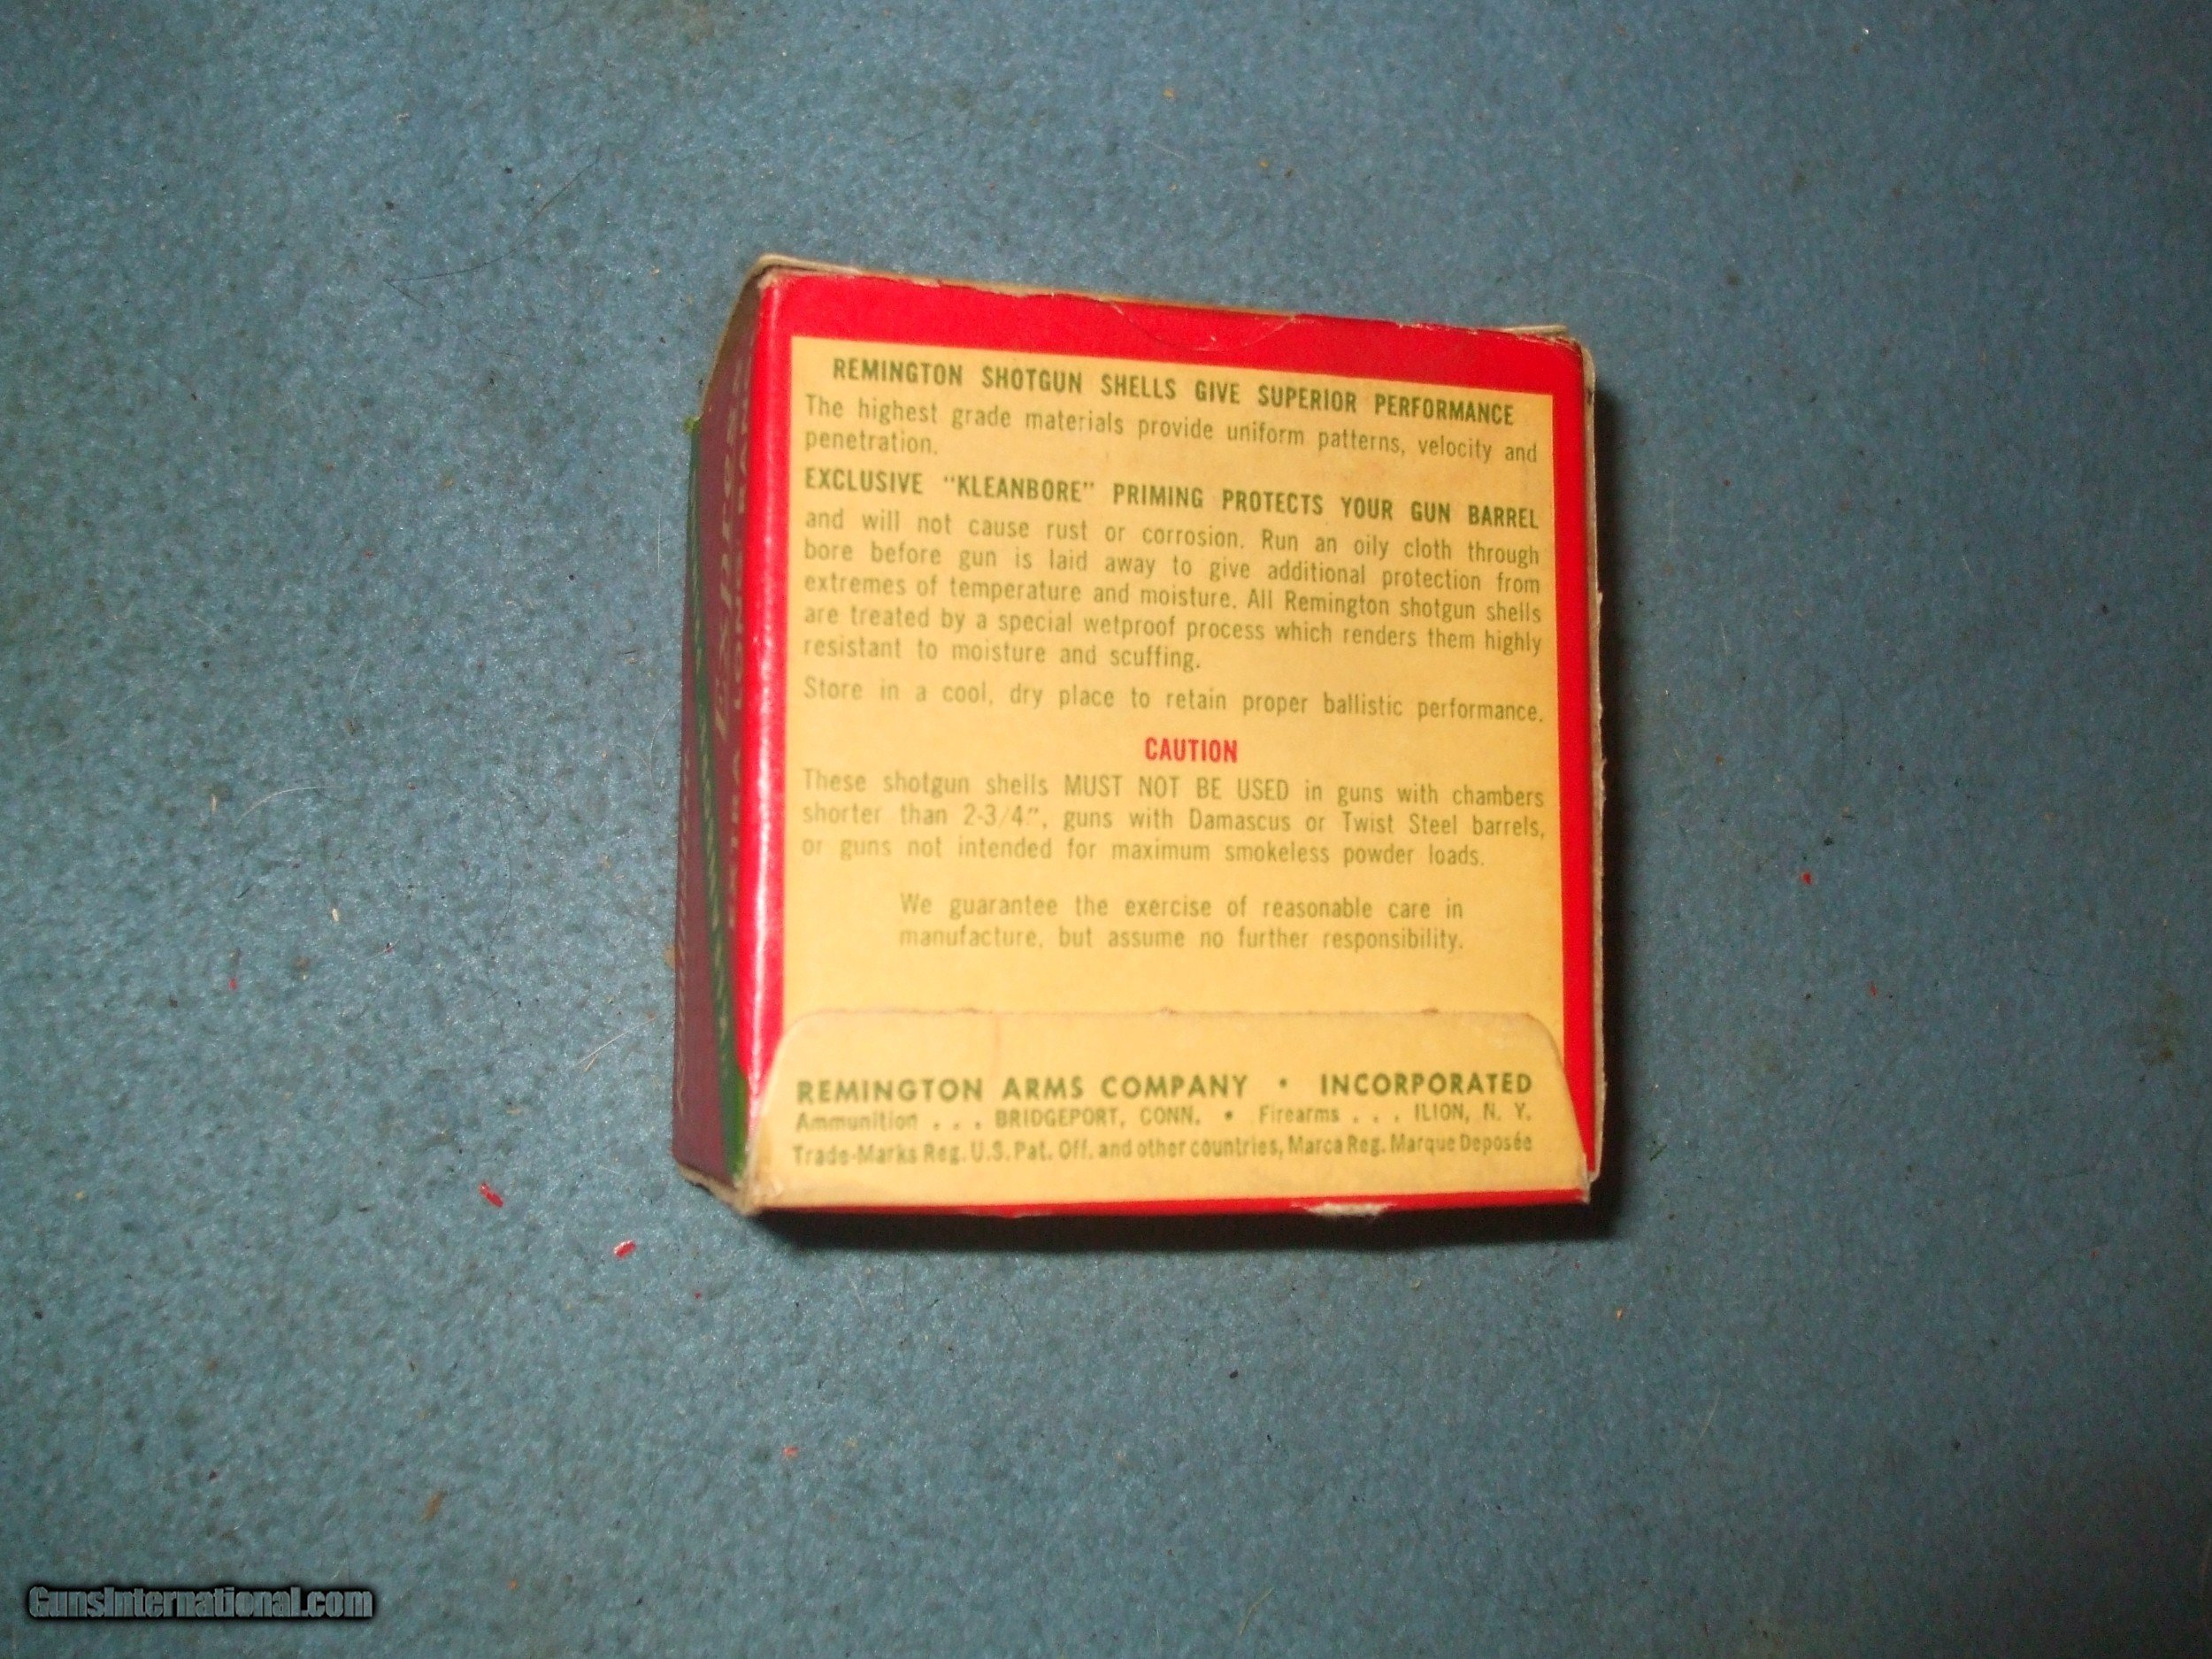 REMINGTON SHOTGUN SHELLS GIVE SUPERIOR PERFORMANCE
The highest grade materials provide uniform patterns, velocity and
penetration.
EXCLUSIVE "KLEANBORE" PRIMING PROTECTS YOUR GUN BARREL
and will not cause rust or corrosion. Run an oily cloth through
bore before gun is laid away to give additional protection from
extremes of temperature and moisture. All Remington shotgun shells
are treated by a special wetproof process which renders them highly
resistant to moisture and scuffing.
Store in a cool, dry place to retain proper ballistic performance.
CAUTION
These shotgun shells MUST NOT BE USED in guns with chambers
shorter than 2-3/4", guns with Damascus or Twist Steel barrels,
or guns not intended for maximum smokeless powder loads.
We guarantee the exercise of reasonable care in
manufacture, but assume no further responsibility.
REMINGTON ARMS COMPANY • INCORPORATED
Ammunition . . . BRIDGEPORT, CONN. • Firearms . . . ILION, N. Y.
Trade-Marks Reg. U.S. Pat. Off. and other countries, Marca Reg. Marque Deposée
GunsInternational.com